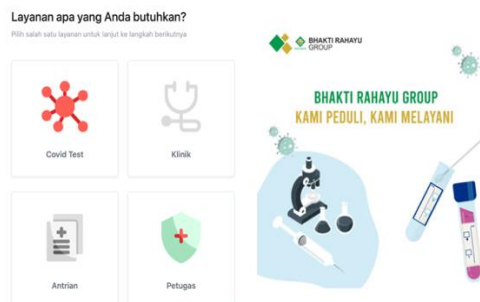 Layanan apa yang Anda butuhkan?
Pilih salah satu layanan untuk lanjut ke langkah berikutnya
Covid Test
Klinik
Antrian
Petugas
BHAKTI RAHAYU
GROUP
BHAKTI RAHAYU GROUP
KAMI PEDULI, KAMI MELAYANI